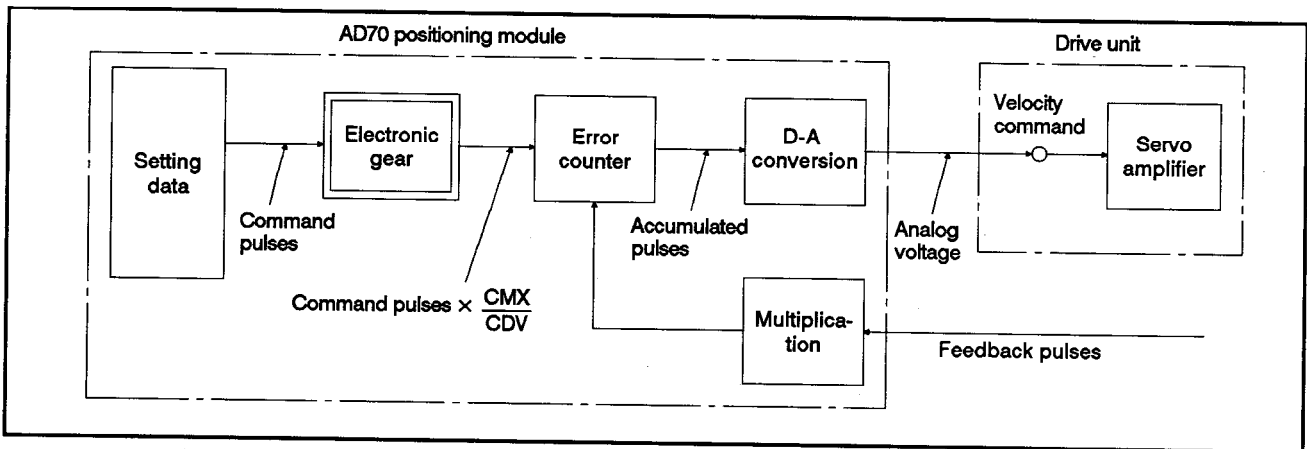 AD70 positioning module
Drive unit
Setting
data
Command
pulses
Electronic
gear
Command pulses × CMX
CDV
Error
counter
Accumulated
pulses
D-A
conversion
Analog
voltage
Velocity
command
Servo
amplifier
Multiplica-
tion
Feedback pulses